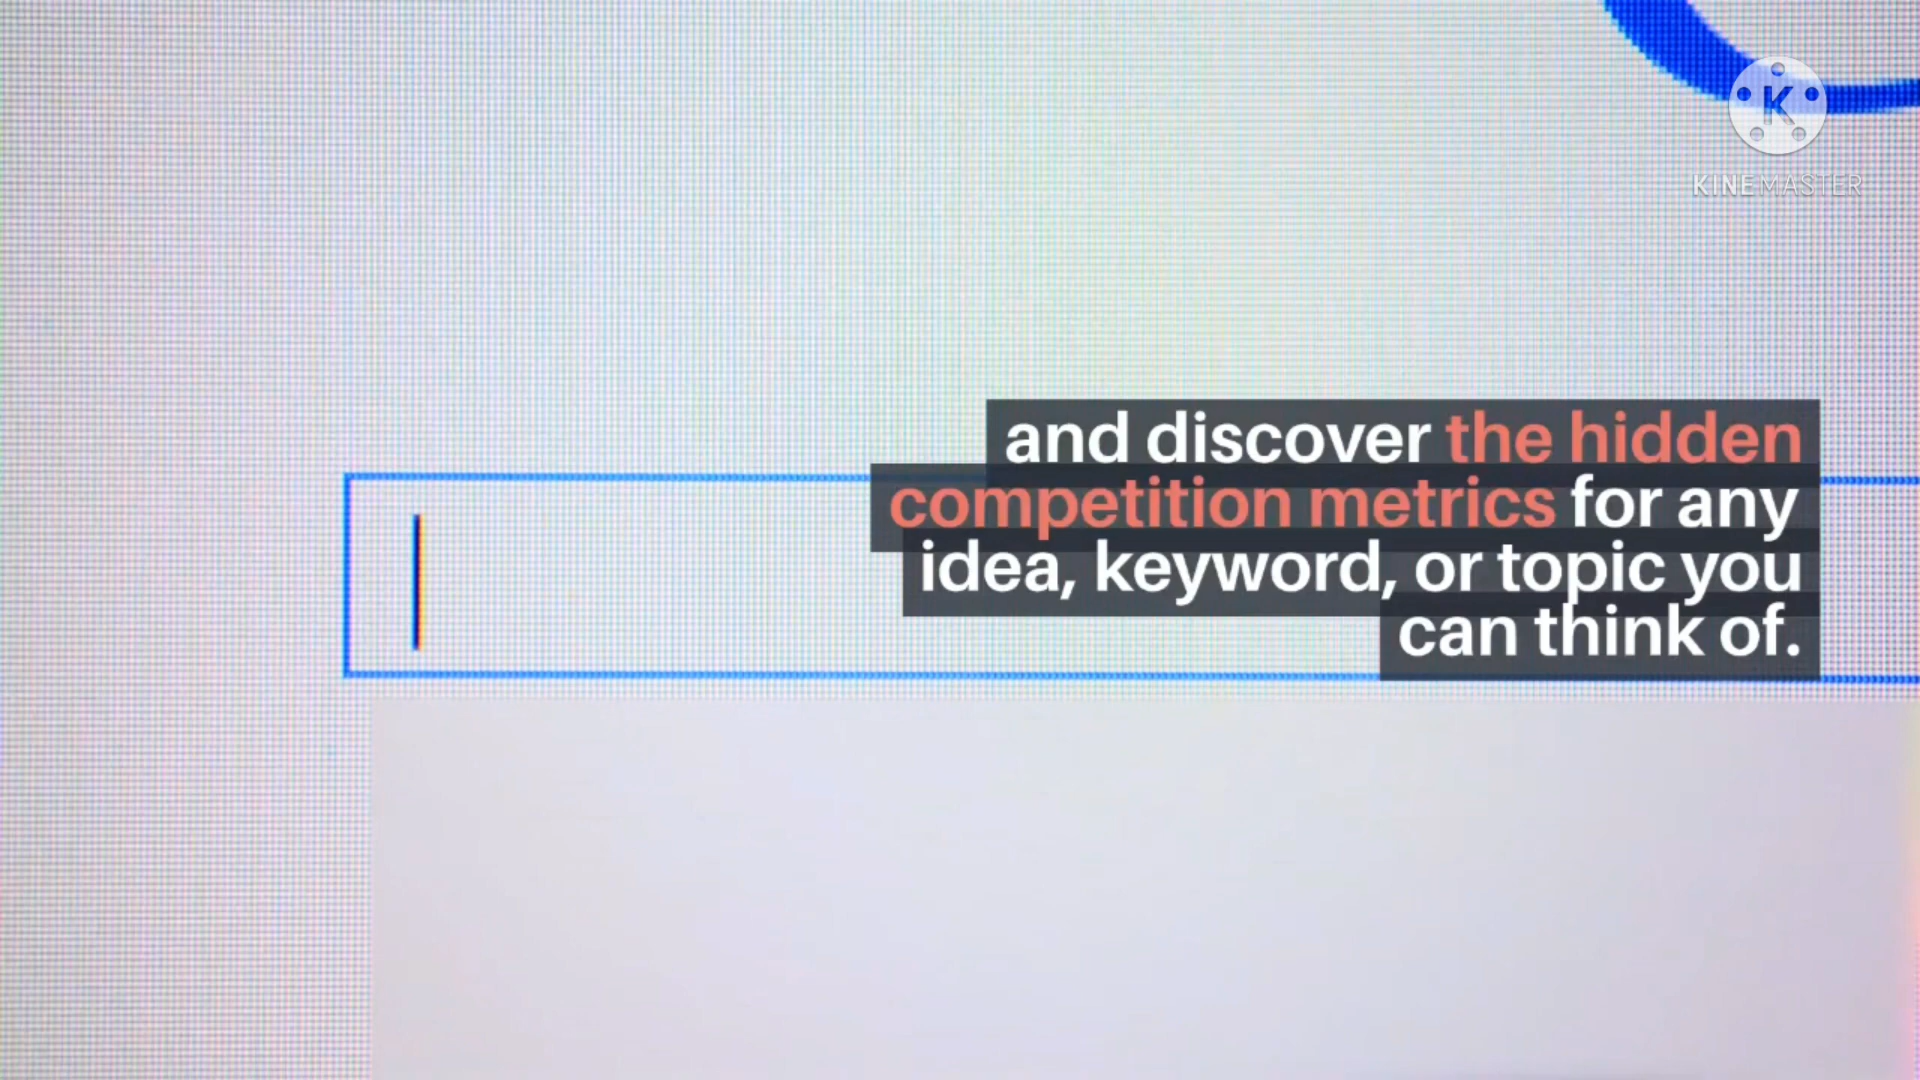 K
KINEMASTER
and discover the hidden
competition metrics for any
idea, keyword, or topic you
can think of.